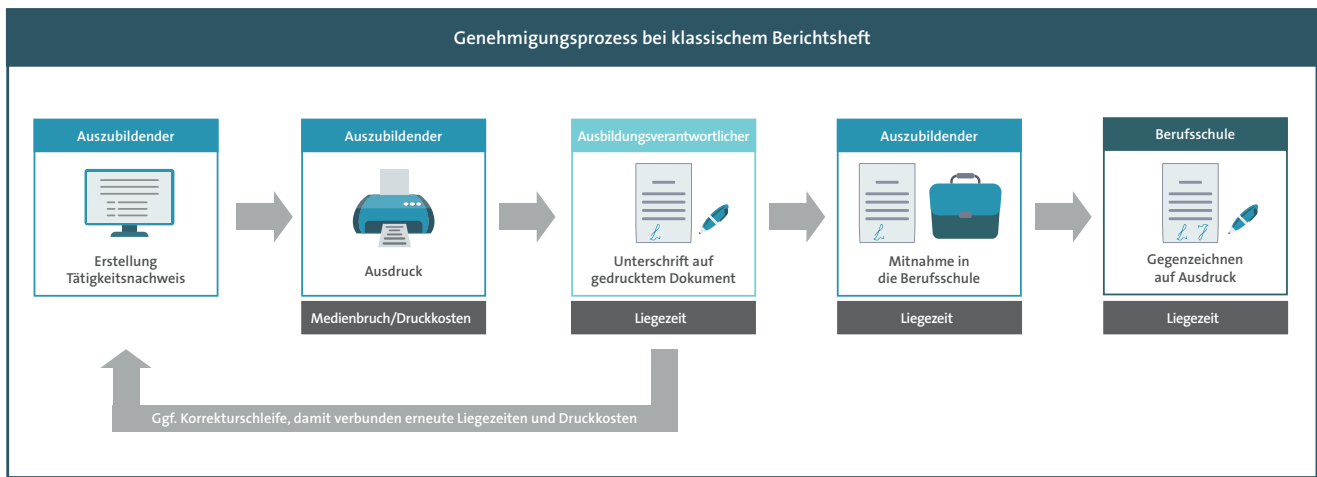 Genehmigungsprozess bei klassischem Berichtsheft
Auszubildender
Erstellung
Tätigkeitsnachweis
Auszubildender
Ausdruck
Medienbruch/Druckkosten
Ausbildungsverantwortlicher
Unterschrift auf
gedrucktem Dokument
Liegezeit
Auszubildender
Mitnahme in
die Berufsschule
Liegezeit
Berufsschule
Gegenzeichnen
auf Ausdruck
Liegezeit
Ggf. Korrekturschleife, damit verbunden erneute Liegezeiten und Druckkosten